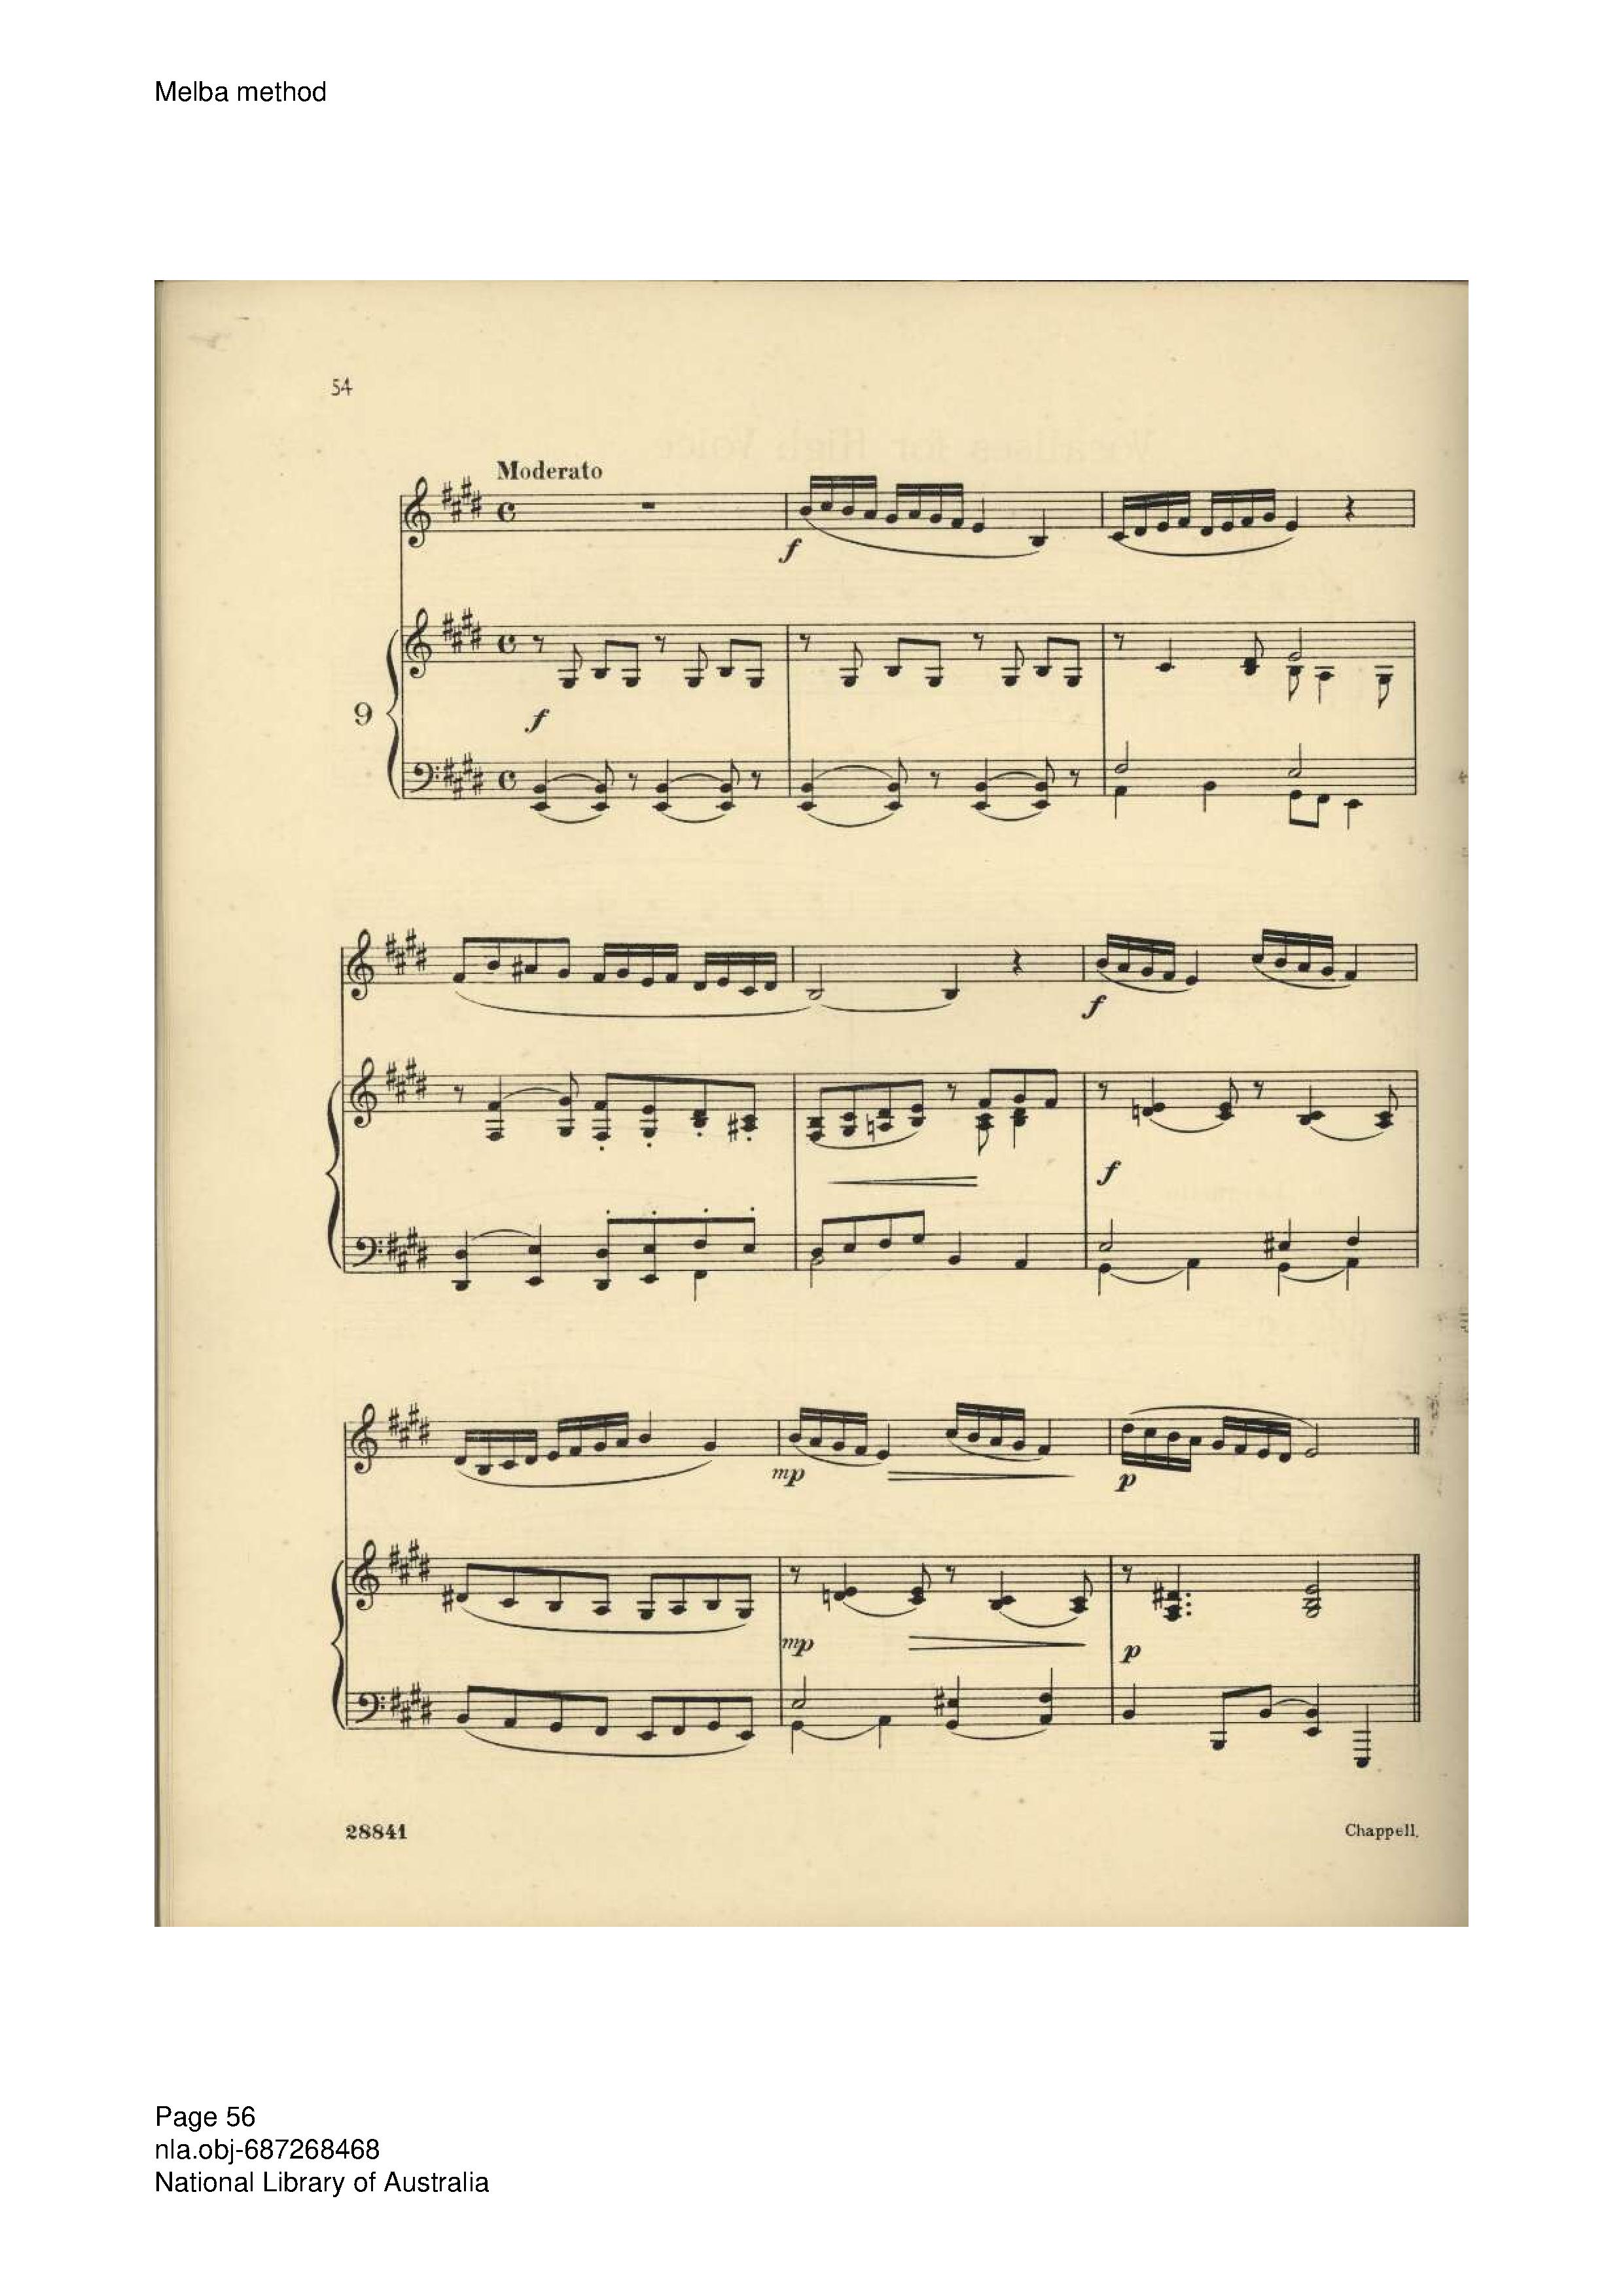 Melba method
54
Moderato
f
9
f
f
f
mp
p
mp
p
28841
Chappell.
Page 56
nla.obj-687268468
National Library of Australia